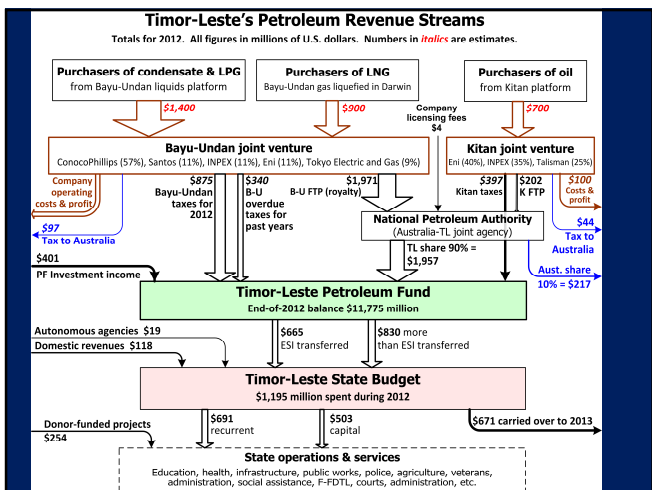 Timor-Leste's Petroleum Revenue Streams
Totals for 2012. All figures in millions of U.S. dollars. Numbers in italics are estimates.
Purchasers of condensate & LPG
from Bayu-Undan liquids platform
Purchasers of LNG
Bayu-Undan gas liquefied in Darwin
Purchasers of oil
from Kitan platform
$1,400
$900
Company
licensing fees
$4
$700
Bayu-Undan joint venture
ConocoPhillips (57%), Santos (11%), INPEX (11%), Eni (11%), Tokyo Electric and Gas (9%)
Kitan joint venture
Eni (40%), INPEX (35%), Talisman (25%)
Company
operating
costs & profit
$875
Bayu-Undan
taxes for
2012
$340
B-U
overdue
taxes for
past years
$1,971
B-U FTP (royalty)
$397
Kitan taxes
$202
K FTP
$100
Costs &
profit
$97
Tax to Australia
National Petroleum Authority
(Australia-TL joint agency)
$44
Tax to
Australia
TL share 90% =
$1,957
$401
PF Investment income
Aust. share
10% = $217
Timor-Leste Petroleum Fund
End-of-2012 balance $11,775 million
Autonomous agencies $19
Domestic revenues $118
$665
ESI transferred
$830 more
than ESI transferred
Timor-Leste State Budget
$1,195 million spent during 2012
Donor-funded projects
$254
$691
recurrent
$503
capital
$671 carried over to 2013
State operations & services
Education, health, infrastructure, public works, police, agriculture, veterans,
administration, social assistance, F-FDTL, courts, administration, etc.